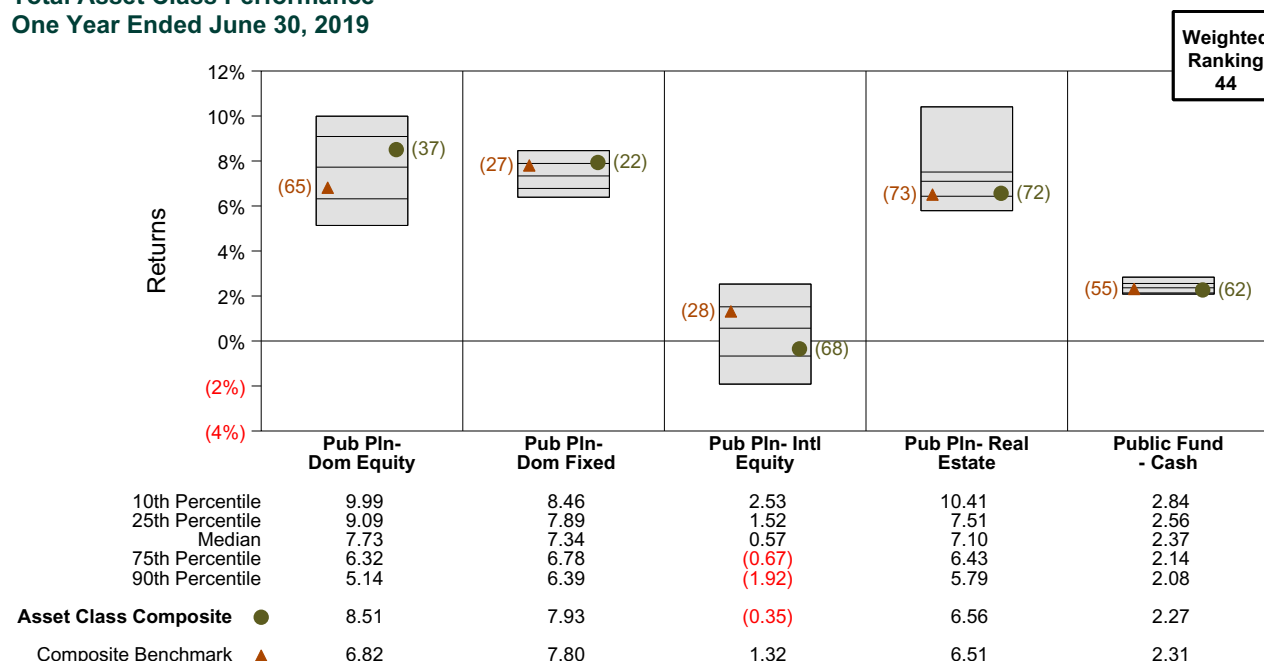 Total Asset Class Performance
One Year Ended June 30, 2019
Weighted
Ranking
44
Returns
12%
10%
8%
6%
4%
2%
0%
(2%)
(4%)
(65)
(37)
(27)
(22)
(28)
(68)
(73)
(72)
(55)
(62)
Pub Pln- Dom Equity Pub Pln- Dom Fixed Pub Pln- Intl Equity Pub Pln- Real Estate Public Fund - Cash
10th Percentile 9.99 8.46 2.53 10.41 2.84
25th Percentile 9.09 7.89 1.52 7.51 2.56
Median 7.73 7.34 0.57 7.10 2.37
75th Percentile 6.32 6.78 (0.67) 6.43 2.14
90th Percentile 5.14 6.39 (1.92) 5.79 2.08
Asset Class Composite 8.51 7.93 (0.35) 6.56 2.27
Composite Benchmark 6.82 7.80 1.32 6.51 2.31